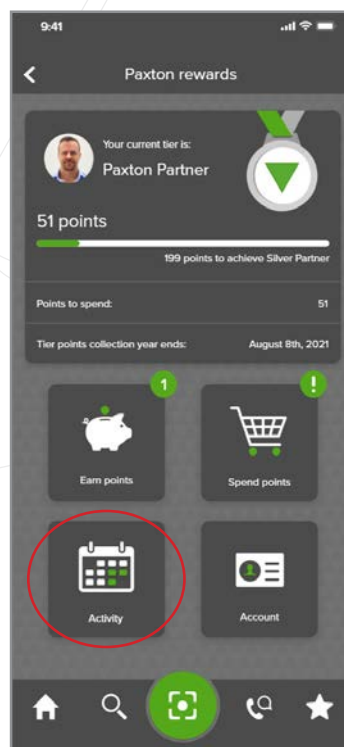 9:41
Paxton rewards
Your current tier is:
Paxton Partner
51 points
199 points to achieve Silver Partner
Points to spend: 51
Tier points collection year ends: August 8th, 2021
1
!
Earn points
Spend points
Activity
Account